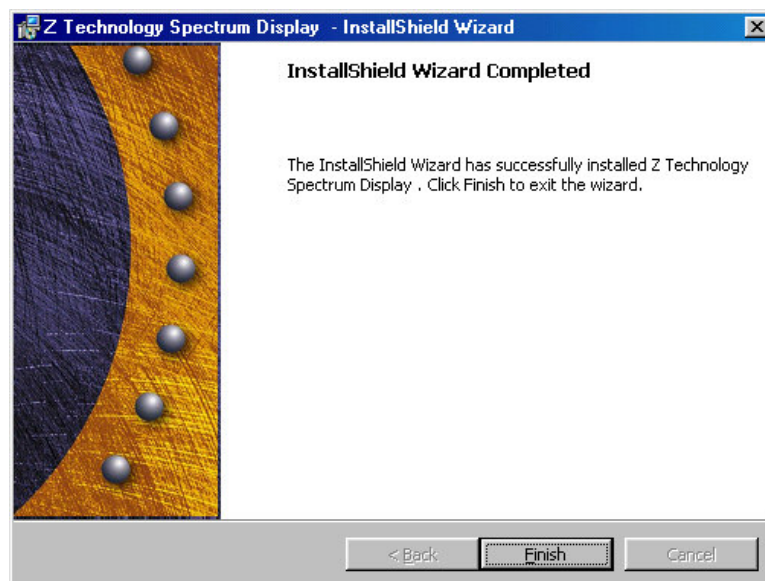 Z Technology Spectrum Display - InstallShield Wizard
InstallShield Wizard Completed
The InstallShield Wizard has successfully installed Z Technology
Spectrum Display . Click Finish to exit the wizard.
< Back
Finish
Cancel